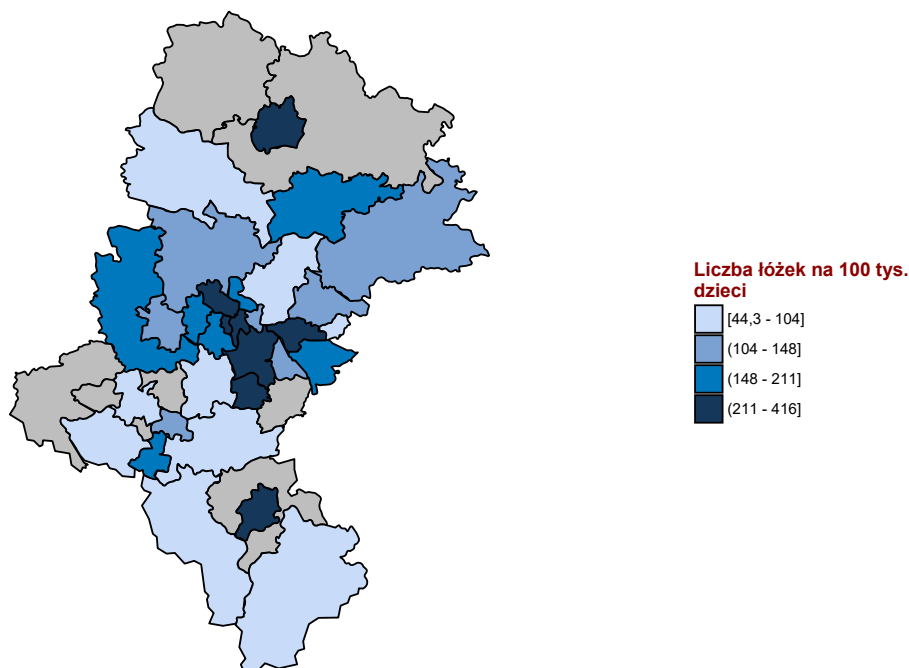 Liczba łóżek na 100 tys.
dzieci
[44,3 - 104]
(104 - 148]
(148 - 211]
(211 - 416]